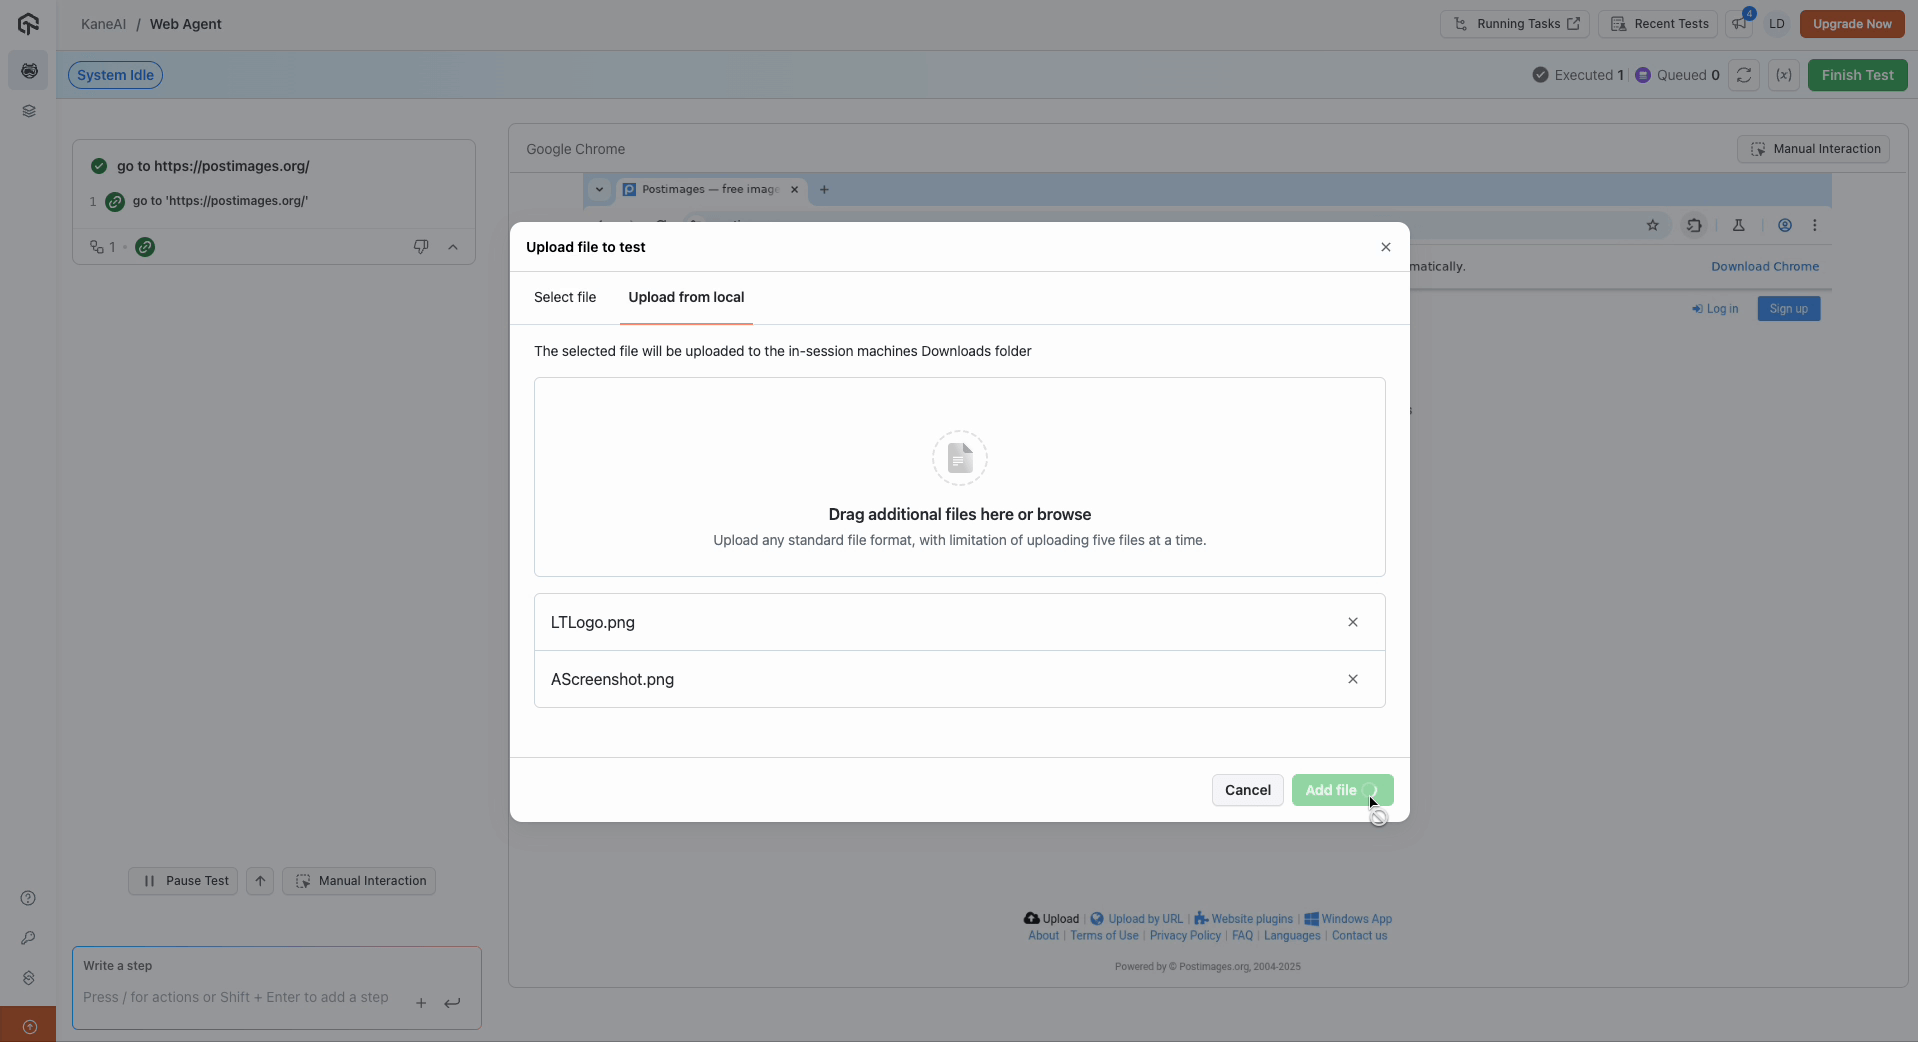 KaneAI / Web Agent
Running Tasks
Recent Tests
4
LD
Upgrade Now
System Idle
Executed 1
Queued 0
(x)
Finish Test
go to https://postimages.org/
1 go to 'https://postimages.org/'
1
Google Chrome
Manual Interaction
Postimages — free image
matically.
Download Chrome
Log in
Sign up
Upload file to test
Select file
Upload from local
The selected file will be uploaded to the in-session machines Downloads folder
Drag additional files here or browse
Upload any standard file format, with limitation of uploading five files at a time.
LTLogo.png
AScreenshot.png
Cancel
Add file
Pause Test
Manual Interaction
Write a step
Press / for actions or Shift + Enter to add a step
Upload | Upload by URL | Website plugins | Windows App
About | Terms of Use | Privacy Policy | FAQ | Languages | Contact us
Powered by © Postimages.org, 2004-2025